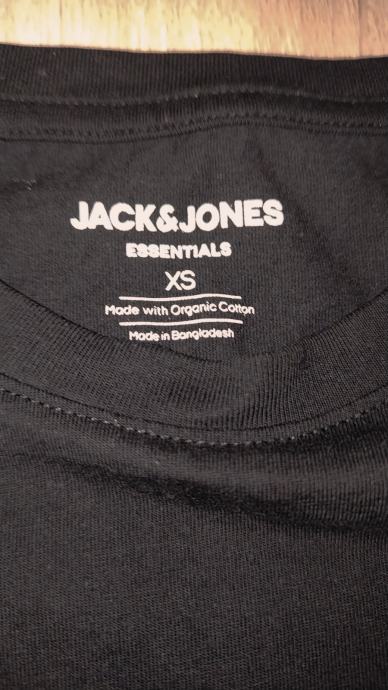 JACK&JONES
ESSENTIALS
XS
Made with Organic Cotton
Made in Bangladesh